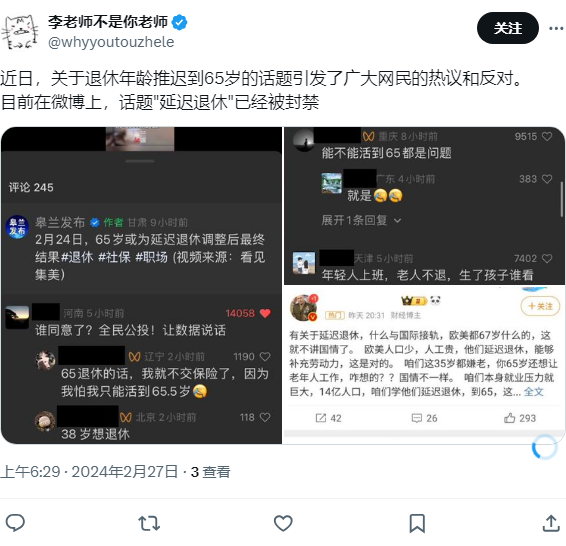 李老师不是你老师
@whyyoutouzhele
关注
近日，关于退休年龄推迟到65岁的话题引发了广大网民的热议和反对。
目前在微博上，话题"延迟退休"已经被封禁
评论 245
皋兰发布
皋兰发布 作者 甘肃 9小时前
2月24日，65岁或为延迟退休调整后最终
结果#退休 #社保 #职场 (视频来源：看见
集美)
河南 5小时前 14058
谁同意了？全民公投！让数据说话
辽宁 2小时前 1190
65退休的话，我就不交保险了，因为
我怕我只能活到65.5岁
北京 2小时前 118
38 岁想退休
重庆 8小时前 9515
能不能活到65都是问题
广东 4小时前 383
就是
展开1条回复
天津 5小时前 7402
年轻人上班，老人不退，生了孩子谁看
热门 昨天 20:31 财经博主
+关注
有关于延迟退休，什么与国际接轨，欧美都67岁什么的，这
就不讲国情了。 欧美人口少，人工贵，他们延迟退休，能够
补充劳动力，这是对的。 咱们这35岁都嫌老，你65岁还想让
老年人工作，咋想的？？国情不一样。 咱们本身就业压力就
巨大，14亿人口，咱们学他们延迟退休，到65，这... 全文
42 26 293
上午6:29 · 2024年2月27日 · 3 查看